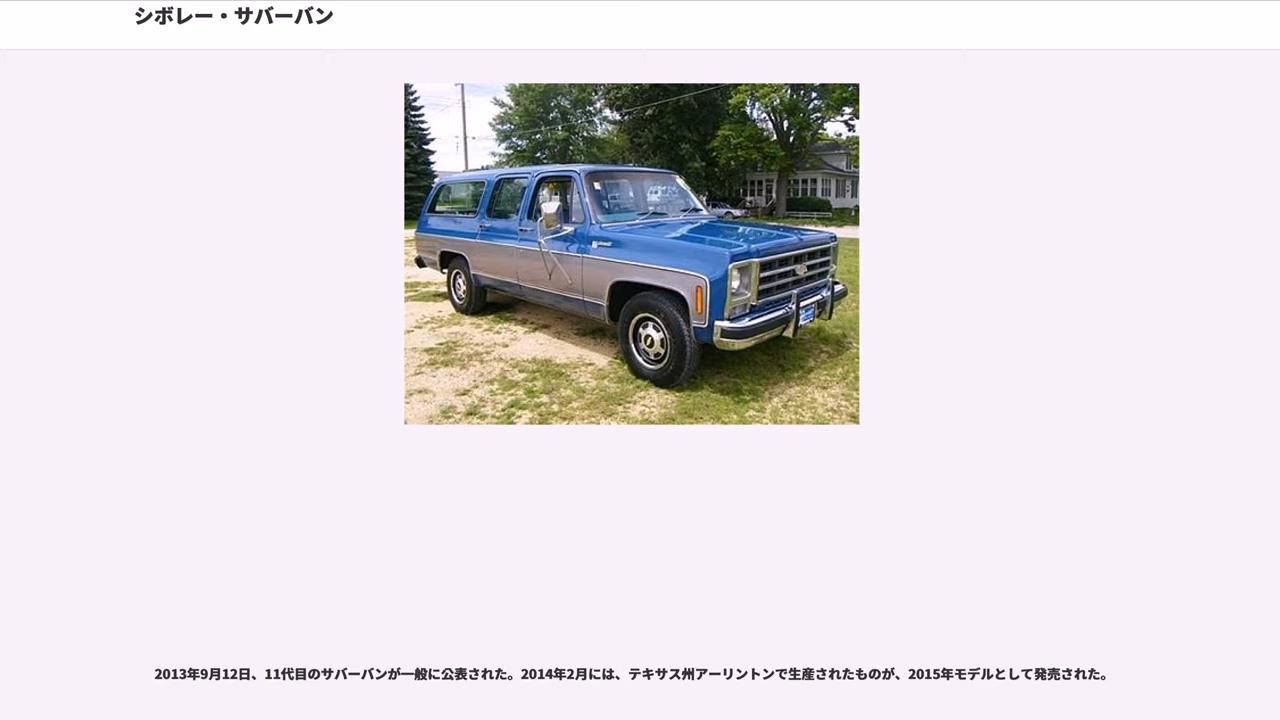 シボレー・サバーバン
2013年9月12日、11代目のサバーバンが一般に公表された。2014年2月には、テキサス州アーリントンで生産されたものが、2015年モデルとして発売された。